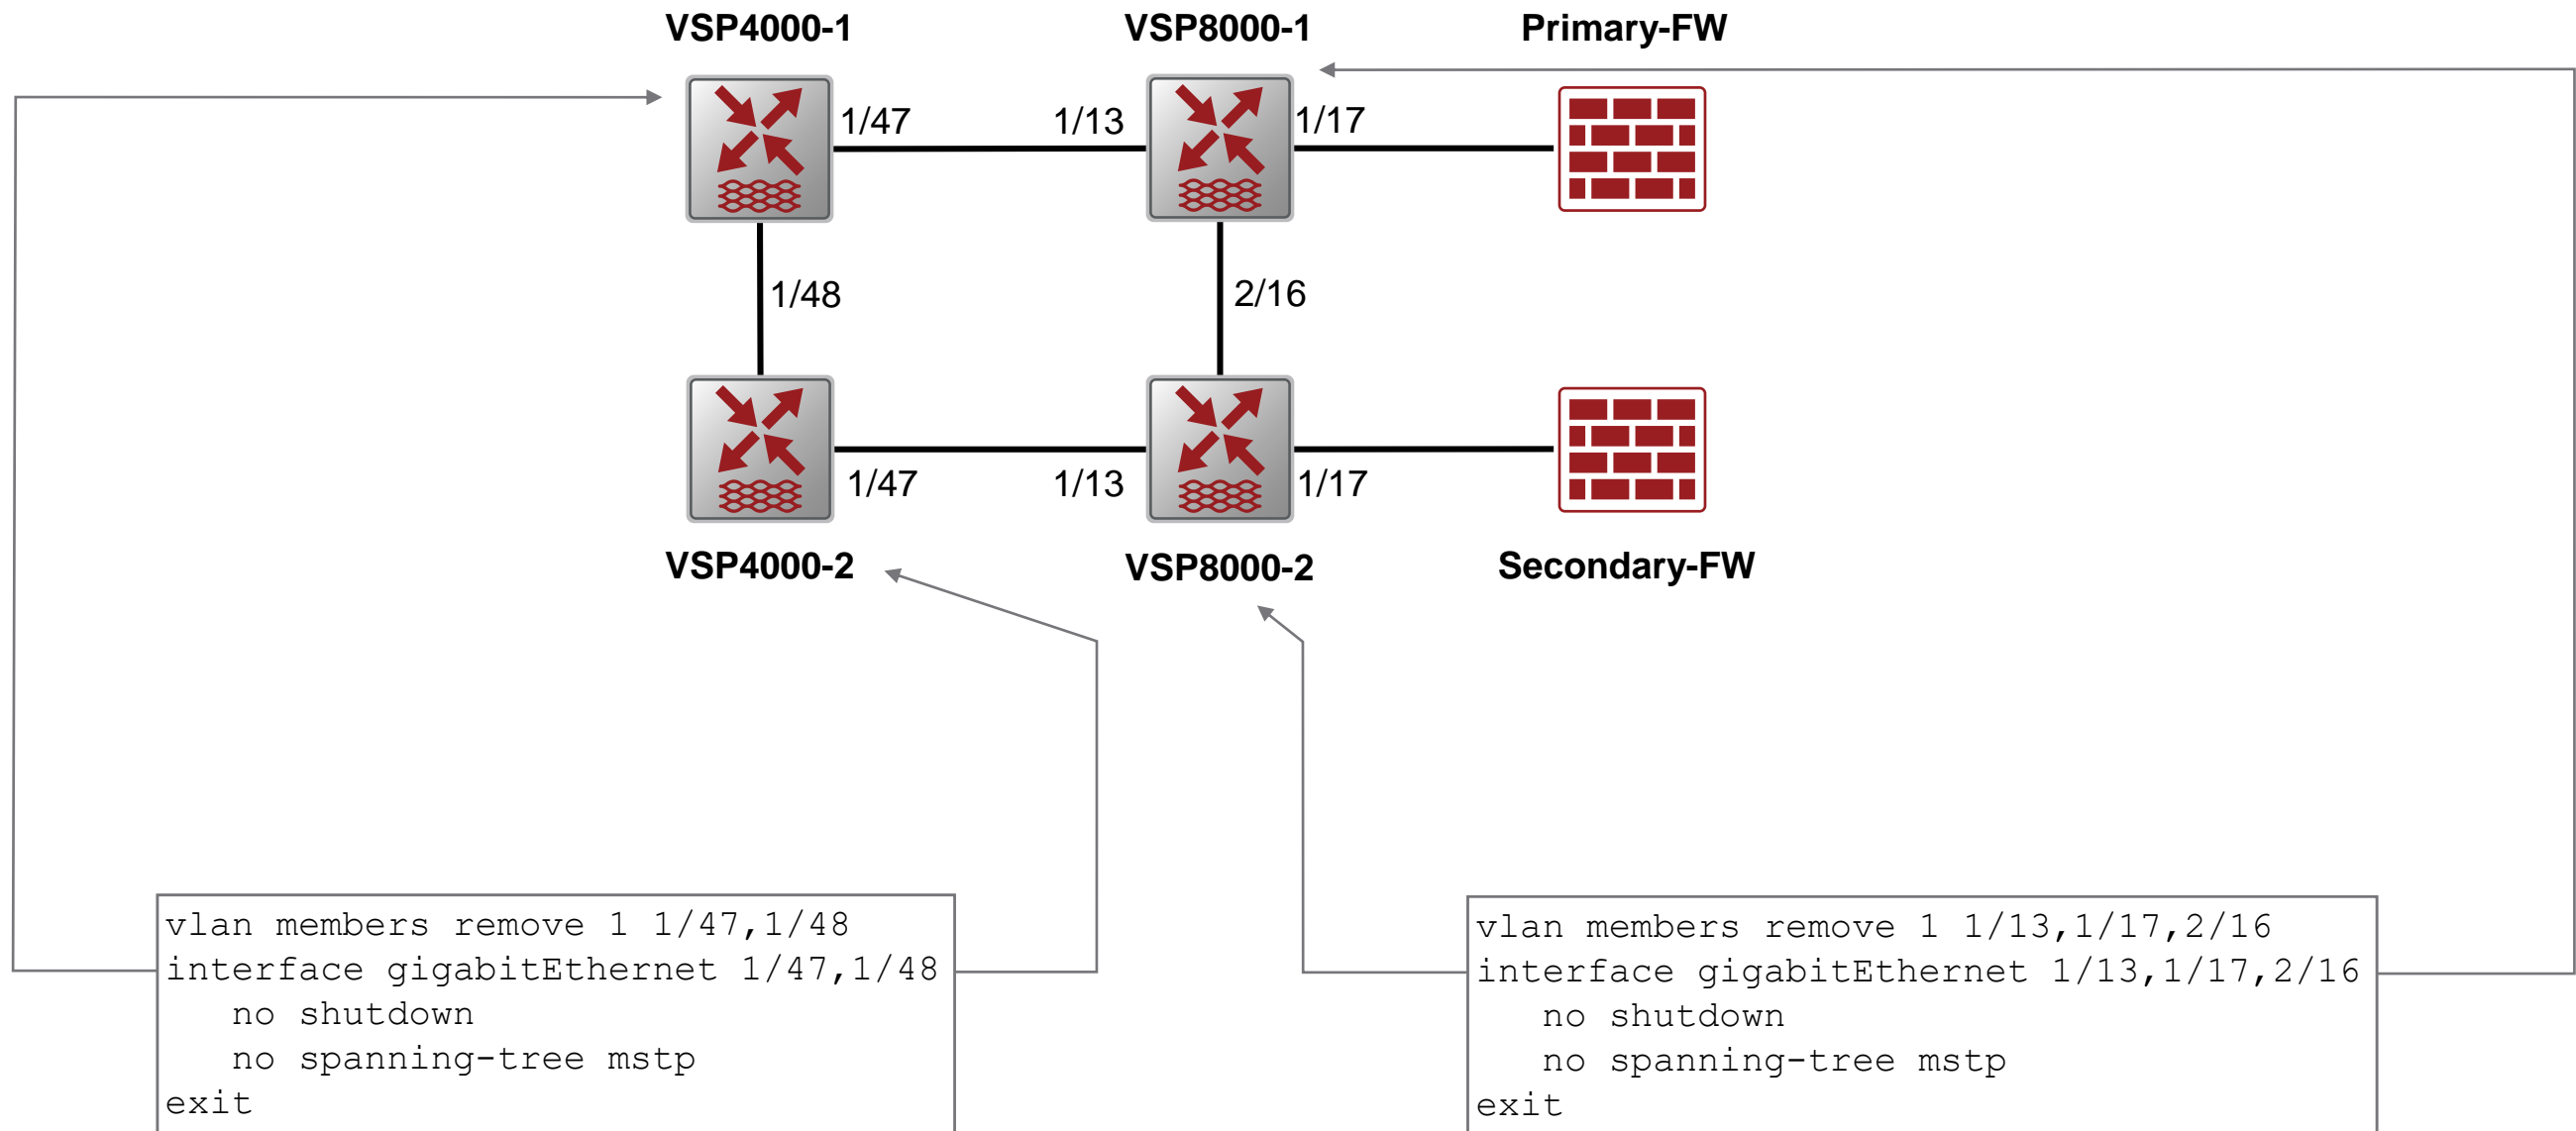 VSP4000-1
VSP8000-1
Primary-FW
1/47
1/13
1/17
1/48
2/16
1/47
1/13
1/17
VSP4000-2
VSP8000-2
Secondary-FW
vlan members remove 1 1/47,1/48
interface gigabitEthernet 1/47,1/48
   no shutdown
   no spanning-tree mstp
exit
vlan members remove 1 1/13,1/17,2/16
interface gigabitEthernet 1/13,1/17,2/16
   no shutdown
   no spanning-tree mstp
exit